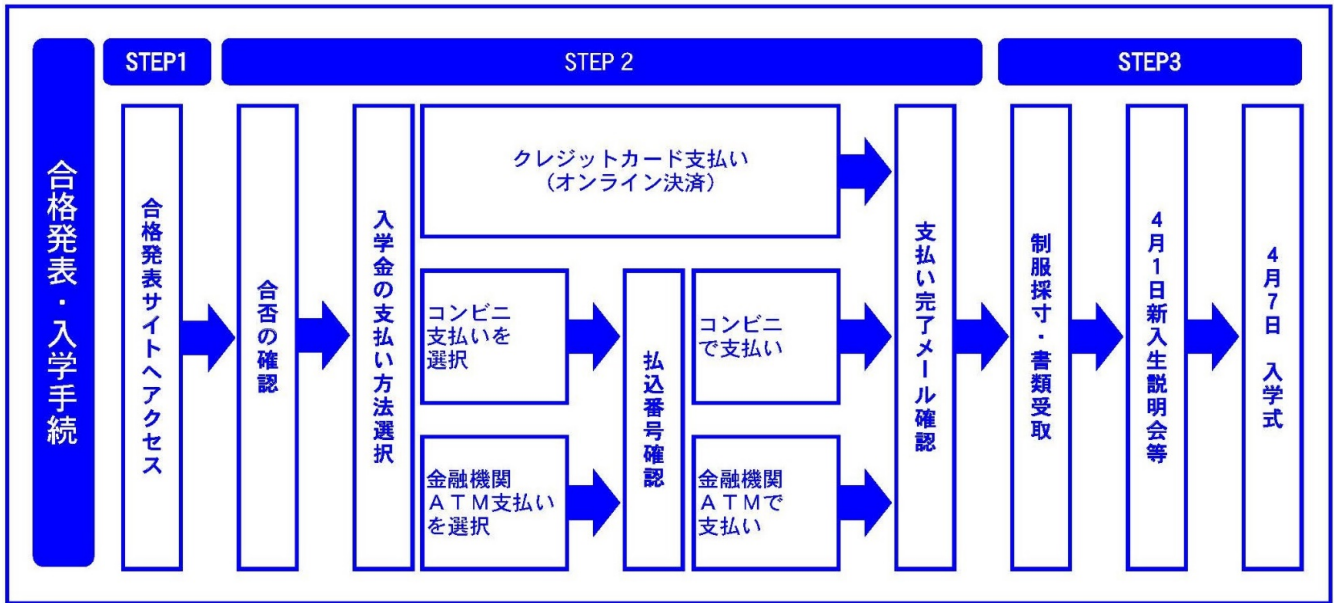 合格発表・入学手続
STEP1
STEP 2
STEP3
合格発表サイトへアクセス
合否の確認
入学金の支払い方法選択
クレジットカード支払い
（オンライン決済）
コンビニ
支払いを
選択
金融機関
ＡＴＭ支払い
を選択
払込番号確認
コンビニ
で支払い
金融機関
ＡＴＭで
支払い
支払い完了メール確認
制服採寸・書類受取
4月1日新入生説明会等
4月7日 入学式